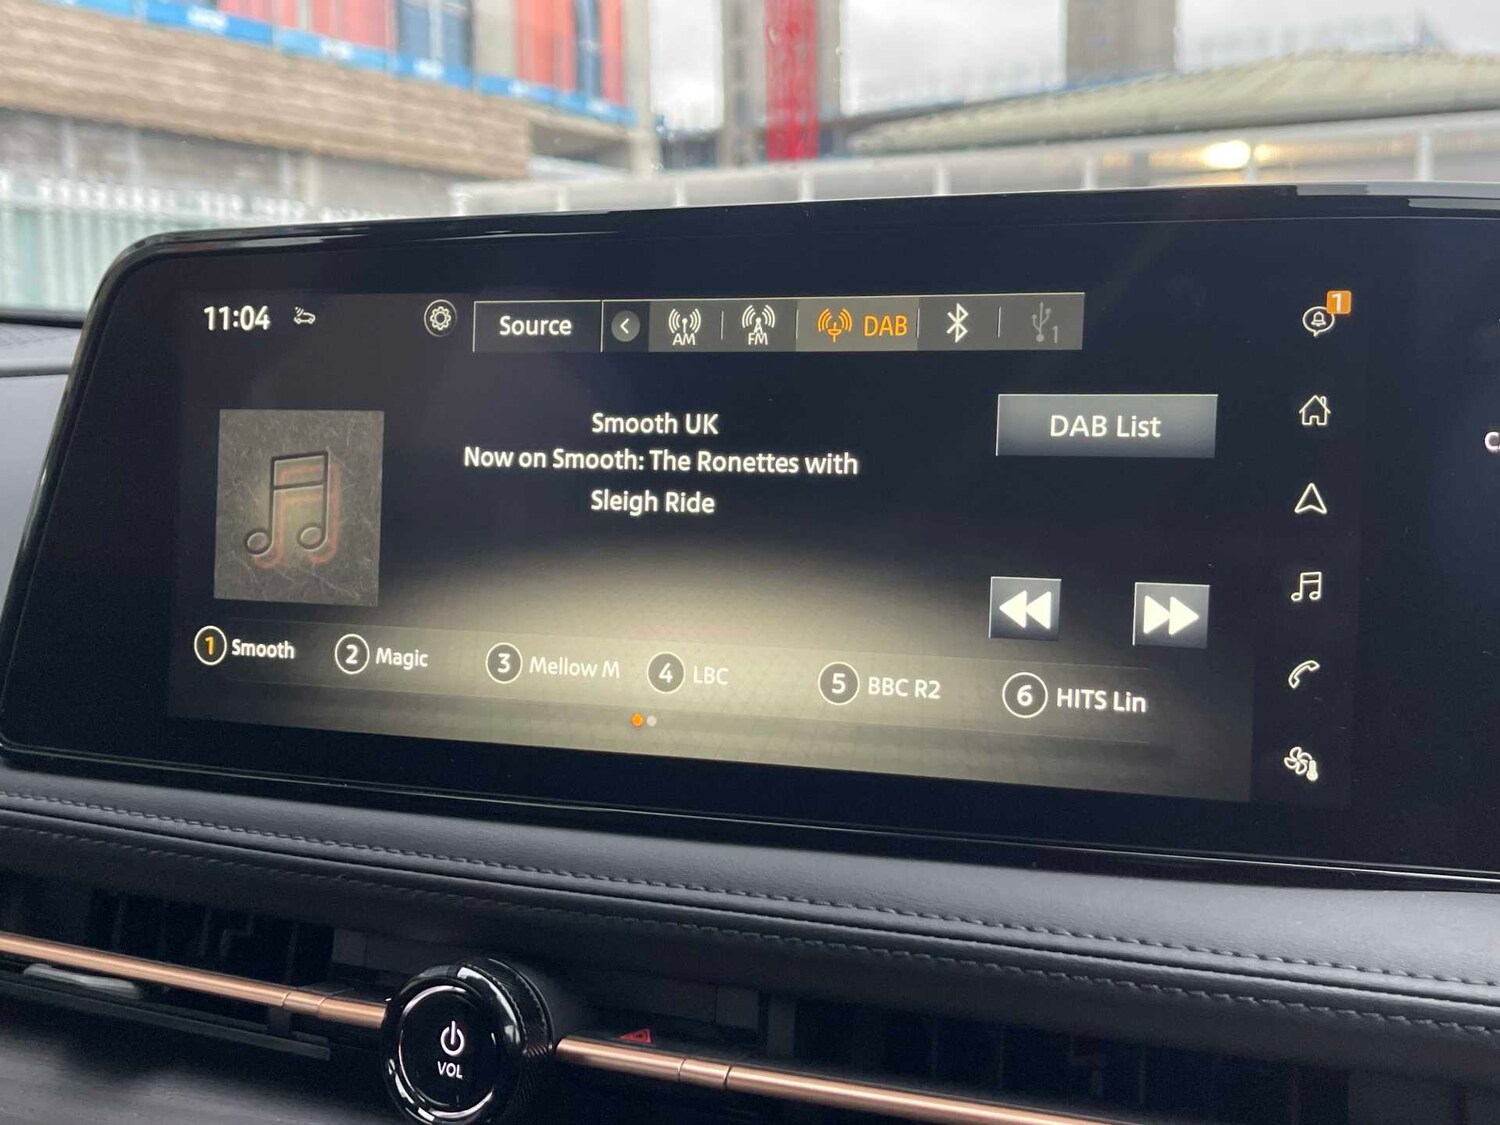 11:04
Source
AM
FM
DAB
1
1
Smooth UK
Now on Smooth: The Ronettes with
Sleigh Ride
DAB List
1 Smooth
2 Magic
3 Mellow M
4 LBC
5 BBC R2
6 HITS Lin
VOL